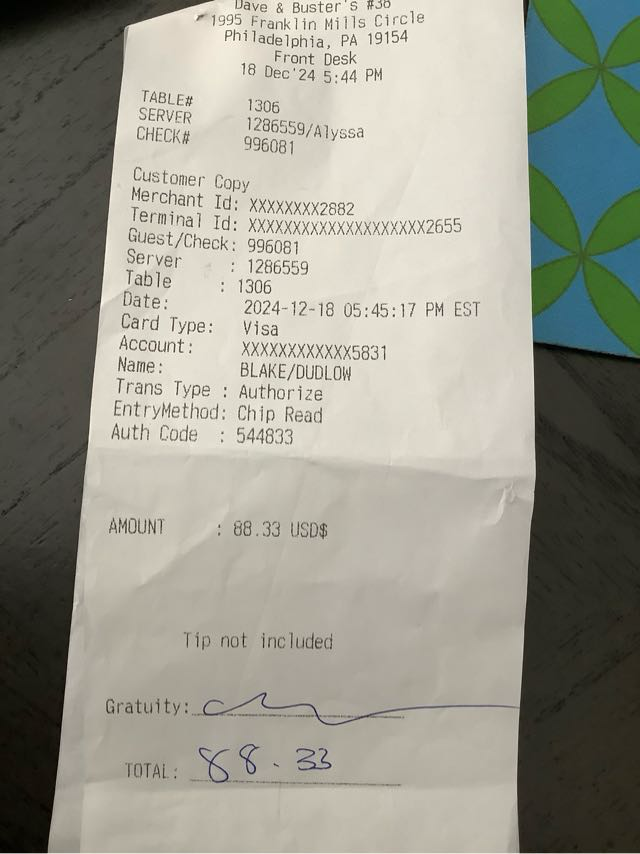 Dave & Buster's #38
1995 Franklin Mills Circle
Philadelphia, PA 19154
Front Desk
18 Dec'24 5:44 PM
TABLE# 1306
SERVER 1286559/Alyssa
CHECK# 996081
Customer Copy
Merchant Id: XXXXXXXX2882
Terminal Id: XXXXXXXXXXXXXXXXXXXX2655
Guest/Check: 996081
Server : 1286559
Table : 1306
Date: 2024-12-18 05:45:17 PM EST
Card Type: Visa
Account: XXXXXXXXXXXX5831
Name: BLAKE/DUDLOW
Trans Type : Authorize
EntryMethod: Chip Read
Auth Code : 544833
AMOUNT : 88.33 USD$
Tip not included
Gratuity:
TOTAL: 88.33